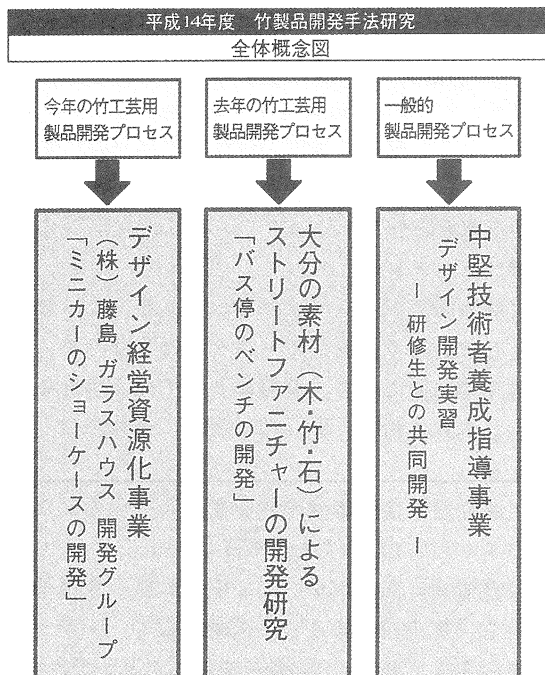 平成14年度 竹製品開発手法研究
全体概念図
今年の竹工芸用
製品開発プロセス
去年の竹工芸用
製品開発プロセス
一般的
製品開発プロセス
デザイン経営資源化事業
（株）藤島 ガラスハウス 開発グループ
「ミニカーのショーケースの開発」
大分の素材（木・竹・石）による
ストリートファニチャーの開発研究
「バス停のベンチの開発」
中堅技術者養成指導事業
デザイン開発実習
ー 研修生との共同開発 ー